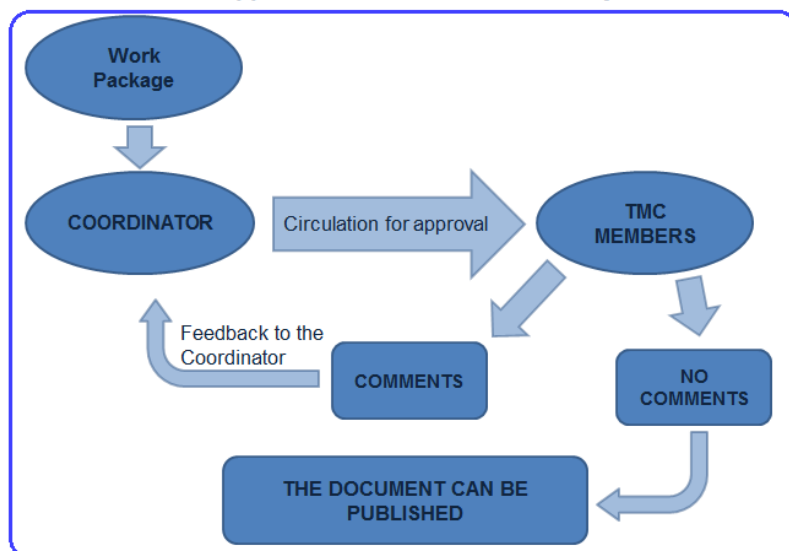 Work
Package
COORDINATOR
Circulation for approval
TMC
MEMBERS
Feedback to the
Coordinator
COMMENTS
NO
COMMENTS
THE DOCUMENT CAN BE
PUBLISHED